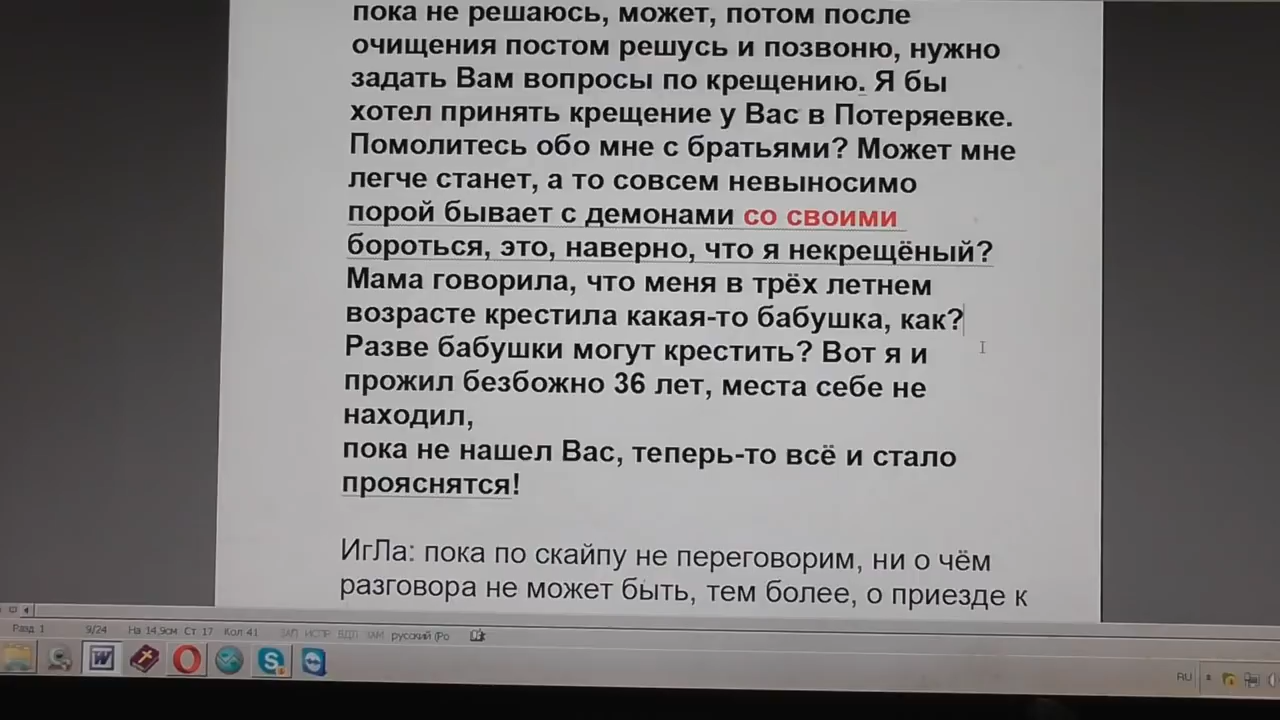 пока не решаюсь, может, потом после
очищения постом решусь и позвоню, нужно
задать Вам вопросы по крещению. Я бы
хотел принять крещение у Вас в Потеряевке.
Помолитесь обо мне с братьями? Может мне
легче станет, а то совсем невыносимо
порой бывает с демонами со своими
бороться, это, наверно, что я некрещёный?
Мама говорила, что меня в трёх летнем
возрасте крестила какая-то бабушка, как?
Разве бабушки могут крестить? Вот я и
прожил безбожно 36 лет, места себе не
находил,
пока не нашел Вас, теперь-то всё и стало
прояснятся!
ИгЛа: пока по скайпу не переговорим, ни о чём
разговора не может быть, тем более, о приезде к
Разд 1 9/24 На 14,9см Ст 17 Кол 41 ЗАП ИСПР ВДЛ ЗАМ русский (Ро
RU